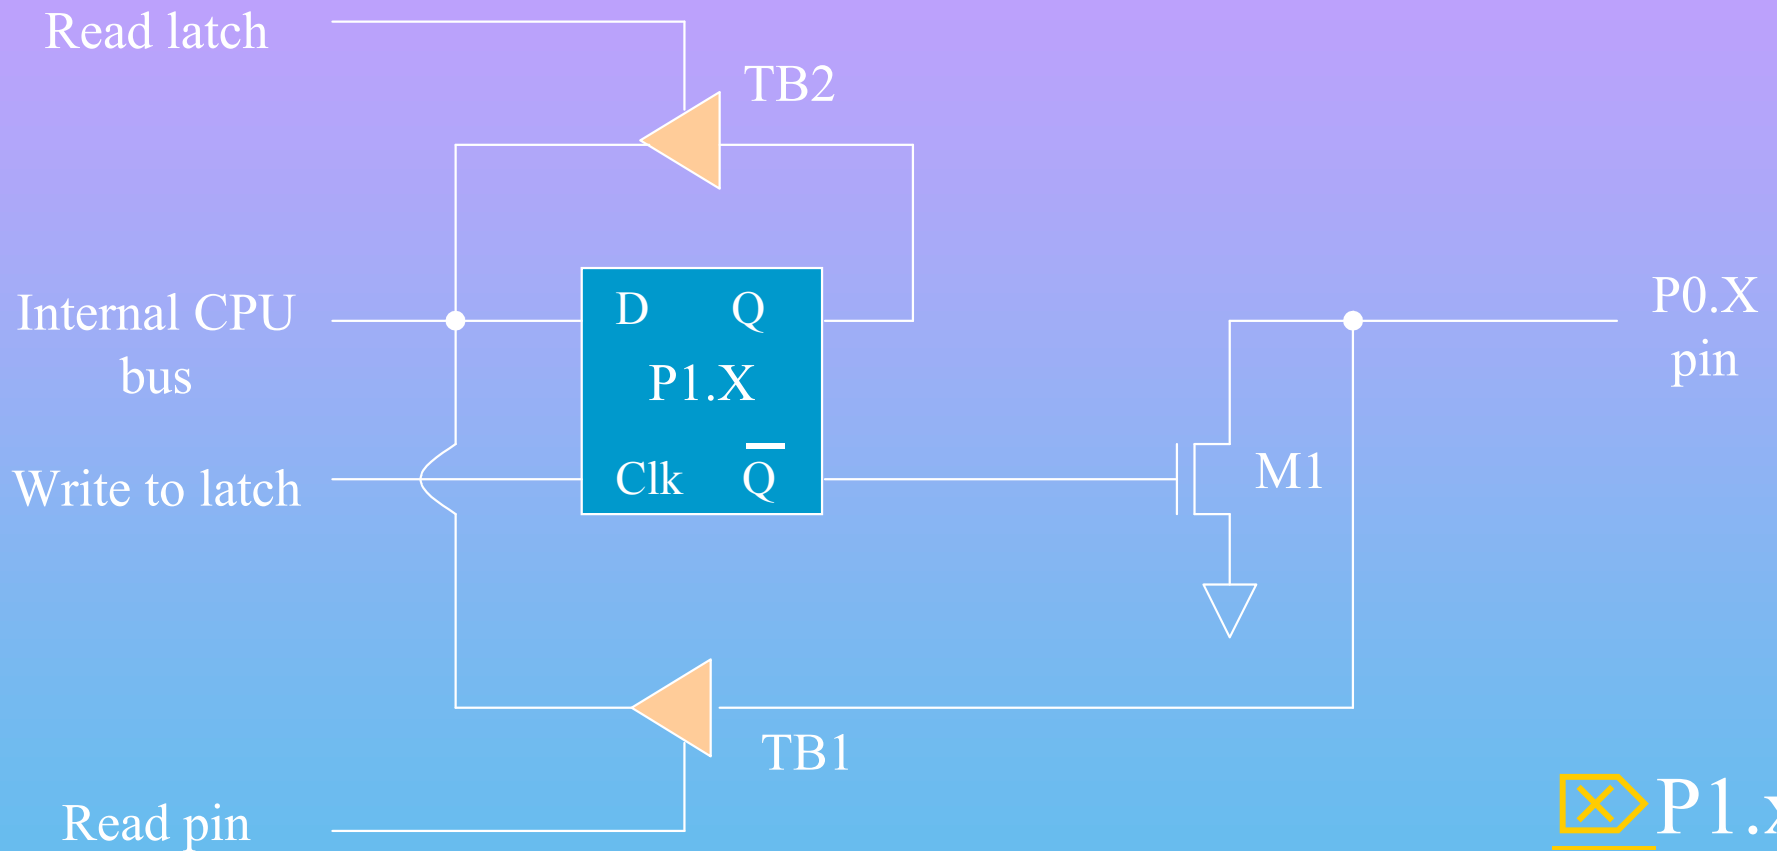 Read latch
TB2
Internal CPU
bus
D Q
P1.X
Clk Q
Write to latch
P0.X
pin
M1
TB1
Read pin
P1.x